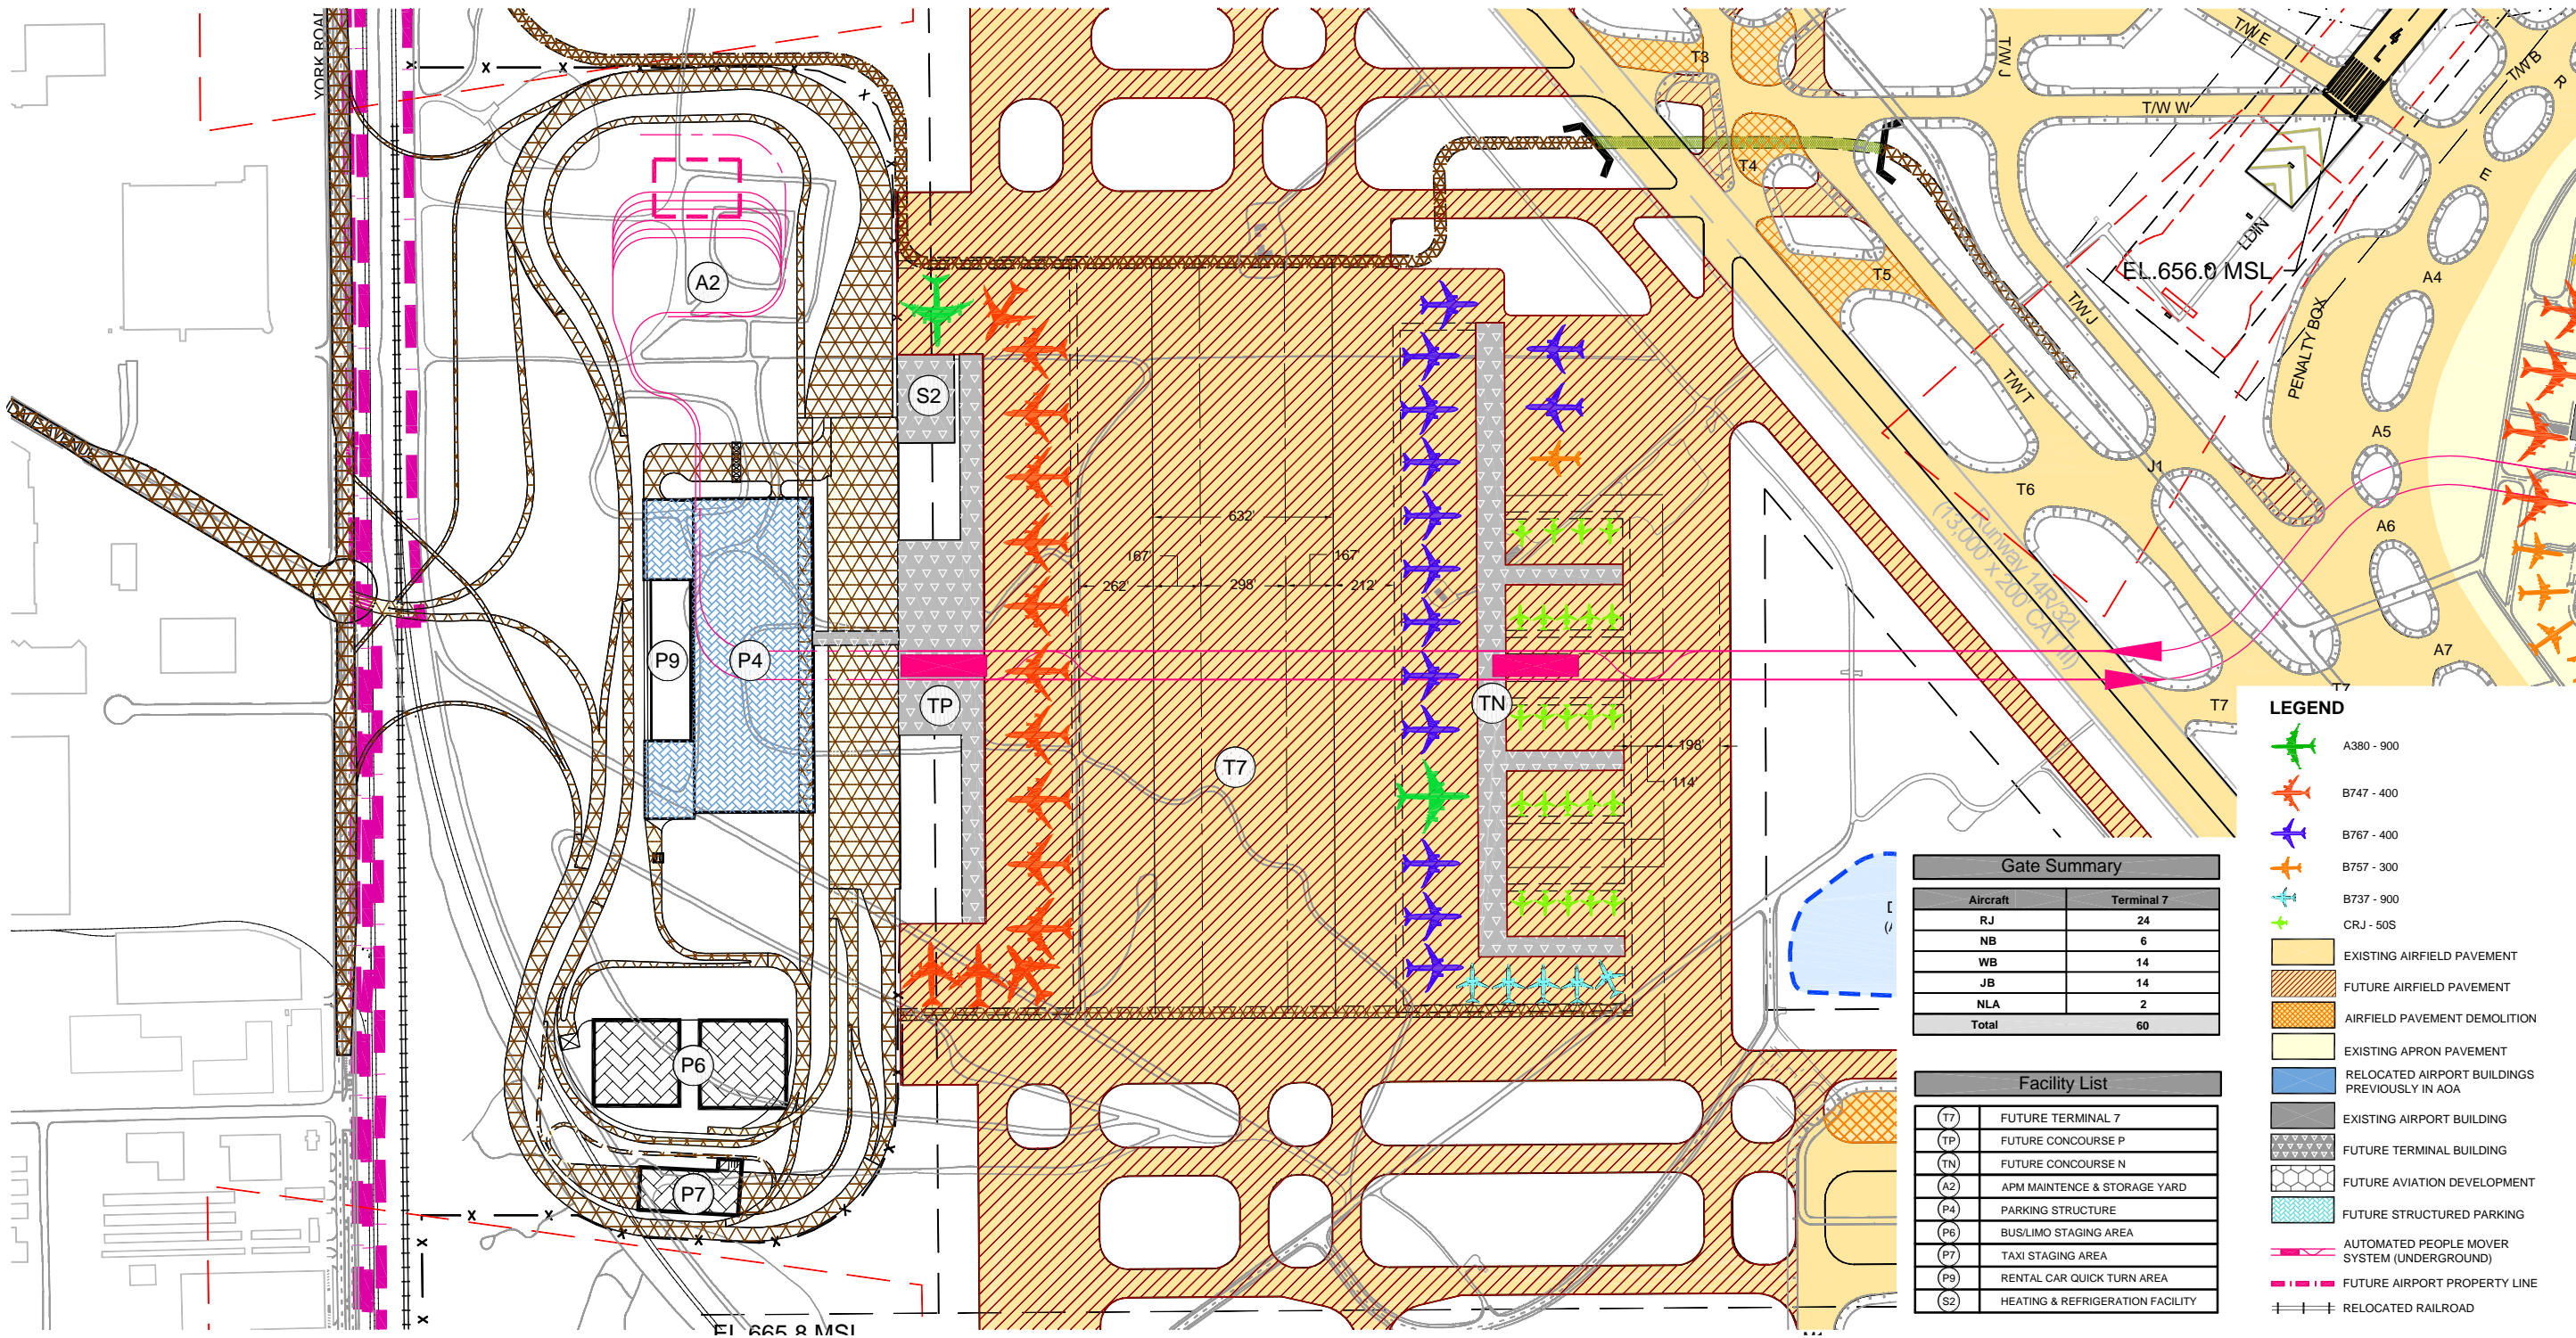 YORK ROAD
DALE AVENUE
A2
S2
P9
P4
TP
P6
P7
T7
TN
632'
167'
167'
262'
298'
212'
198'
114'
T3
T4
T5
T/W J
T/W E
4
T/W B
R
T/W W
E
LDIN
EL.656.0 MSL
T/W J
PENALTY BOX
A4
T/W T
A5
J1
T6
A6
A7
T7
T7
Runway 14R/32L
(13,000 x 200 CAT III)
EL.665.8 MSL
LEGEND
A380 - 900
B747 - 400
B767 - 400
B757 - 300
B737 - 900
CRJ - 50S
EXISTING AIRFIELD PAVEMENT
FUTURE AIRFIELD PAVEMENT
AIRFIELD PAVEMENT DEMOLITION
EXISTING APRON PAVEMENT
RELOCATED AIRPORT BUILDINGS
PREVIOUSLY IN AOA
EXISTING AIRPORT BUILDING
FUTURE TERMINAL BUILDING
FUTURE AVIATION DEVELOPMENT
FUTURE STRUCTURED PARKING
AUTOMATED PEOPLE MOVER
SYSTEM (UNDERGROUND)
FUTURE AIRPORT PROPERTY LINE
RELOCATED RAILROAD
Gate Summary
Aircraft Terminal 7
RJ 24
NB 6
WB 14
JB 14
NLA 2
Total 60
Facility List
T7 FUTURE TERMINAL 7
TP FUTURE CONCOURSE P
TN FUTURE CONCOURSE N
A2 APM MAINTENCE & STORAGE YARD
P4 PARKING STRUCTURE
P6 BUS/LIMO STAGING AREA
P7 TAXI STAGING AREA
P9 RENTAL CAR QUICK TURN AREA
S2 HEATING & REFRIGERATION FACILITY